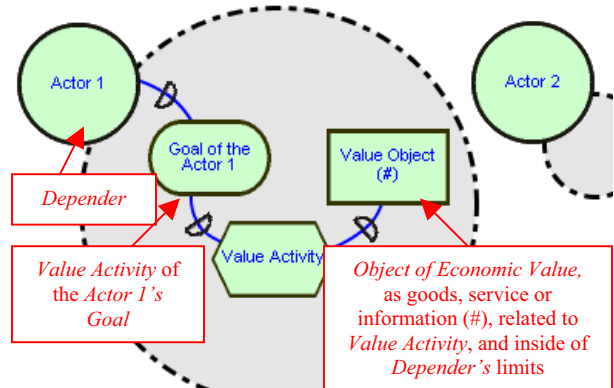 Actor 1
Actor 2
Goal of the
Actor 1
Value Object
(#)
Depender
Value Activity
Value Activity of
the Actor 1's
Goal
Object of Economic Value,
as goods, service or
information (#), related to
Value Activity, and inside of
Depender's limits